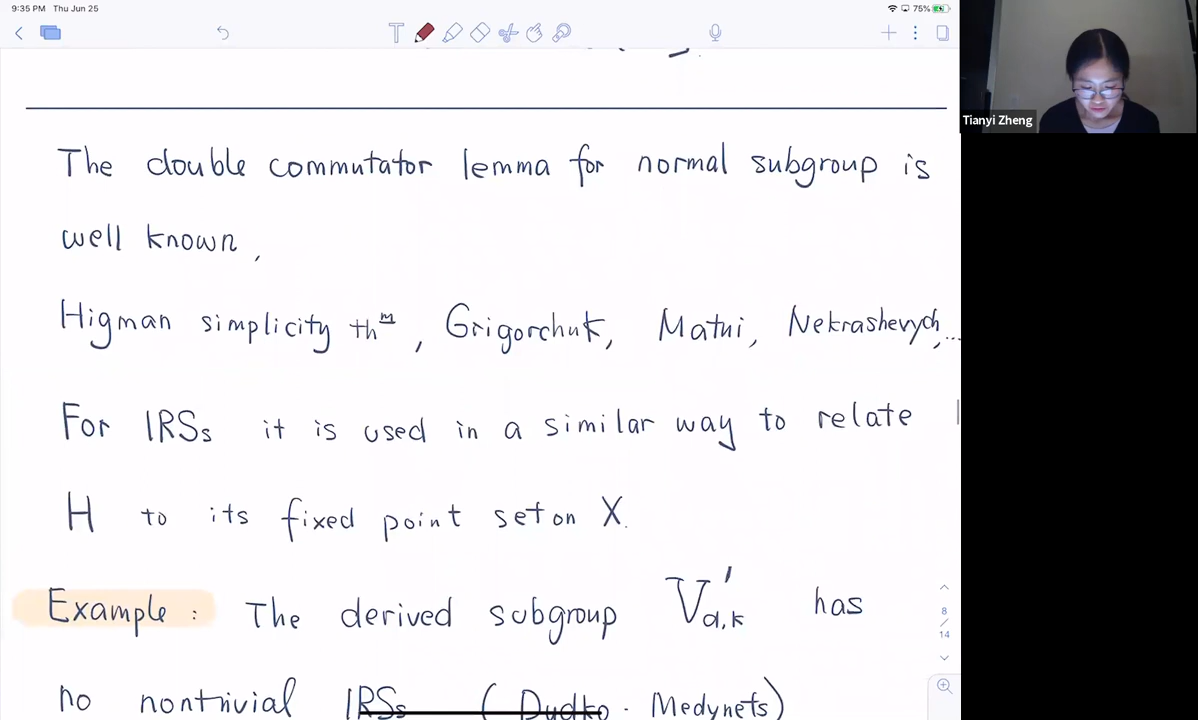 9:35 PM Thu Jun 25
75%
Tianyi Zheng
The double commutator lemma for normal subgroup is
well known,
Higman simplicity thm, Grigorchuk, Matui, Nekrashevych, ...
For IRSs it is used in a similar way to relate
H to its fixed point set on X.
Example: The derived subgroup V'd,k has
no nontrivial IRSs (Dudko - Medynets)
8
/
14